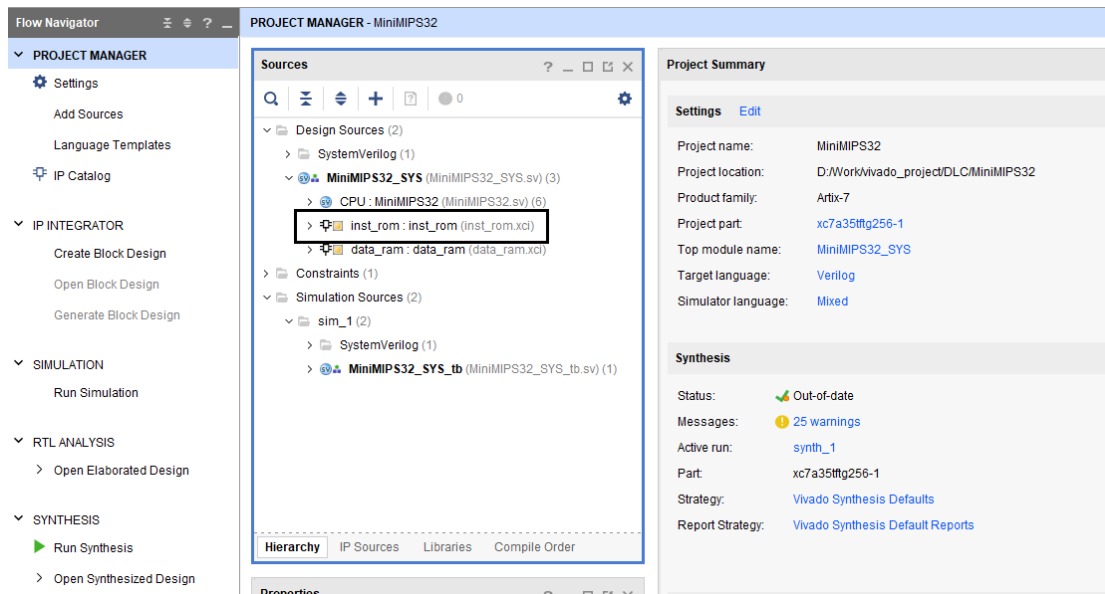 Flow Navigator
PROJECT MANAGER - MiniMIPS32
PROJECT MANAGER
Settings
Add Sources
Language Templates
IP Catalog
IP INTEGRATOR
Create Block Design
Open Block Design
Generate Block Design
SIMULATION
Run Simulation
RTL ANALYSIS
Open Elaborated Design
SYNTHESIS
Run Synthesis
Open Synthesized Design
Sources
0
Design Sources (2)
SystemVerilog (1)
MiniMIPS32_SYS (MiniMIPS32_SYS.sv) (3)
CPU : MiniMIPS32 (MiniMIPS32.sv) (6)
inst_rom : inst_rom (inst_rom.xci)
data_ram : data_ram (data_ram.xci)
Constraints (1)
Simulation Sources (2)
sim_1 (2)
SystemVerilog (1)
MiniMIPS32_SYS_tb (MiniMIPS32_SYS_tb.sv) (1)
Hierarchy IP Sources Libraries Compile Order
Properties
Project Summary
Settings Edit
Project name: MiniMIPS32
Project location: D:/Work/vivado_project/DLC/MiniMIPS32
Product family: Artix-7
Project part: xc7a35tftg256-1
Top module name: MiniMIPS32_SYS
Target language: Verilog
Simulator language: Mixed
Synthesis
Status: Out-of-date
Messages: 25 warnings
Active run: synth_1
Part: xc7a35tftg256-1
Strategy: Vivado Synthesis Defaults
Report Strategy: Vivado Synthesis Default Reports